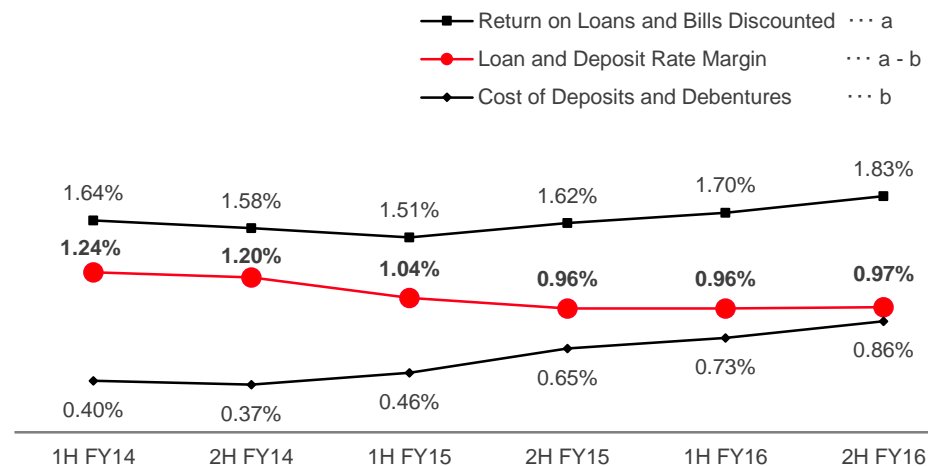 Return on Loans and Bills Discounted ··· a
Loan and Deposit Rate Margin ··· a - b
Cost of Deposits and Debentures ··· b
1.64% 1.58% 1.51% 1.62% 1.70% 1.83%
1.24% 1.20% 1.04% 0.96% 0.96% 0.97%
0.40% 0.37% 0.46% 0.65% 0.73% 0.86%
1H FY14 2H FY14 1H FY15 2H FY15 1H FY16 2H FY16